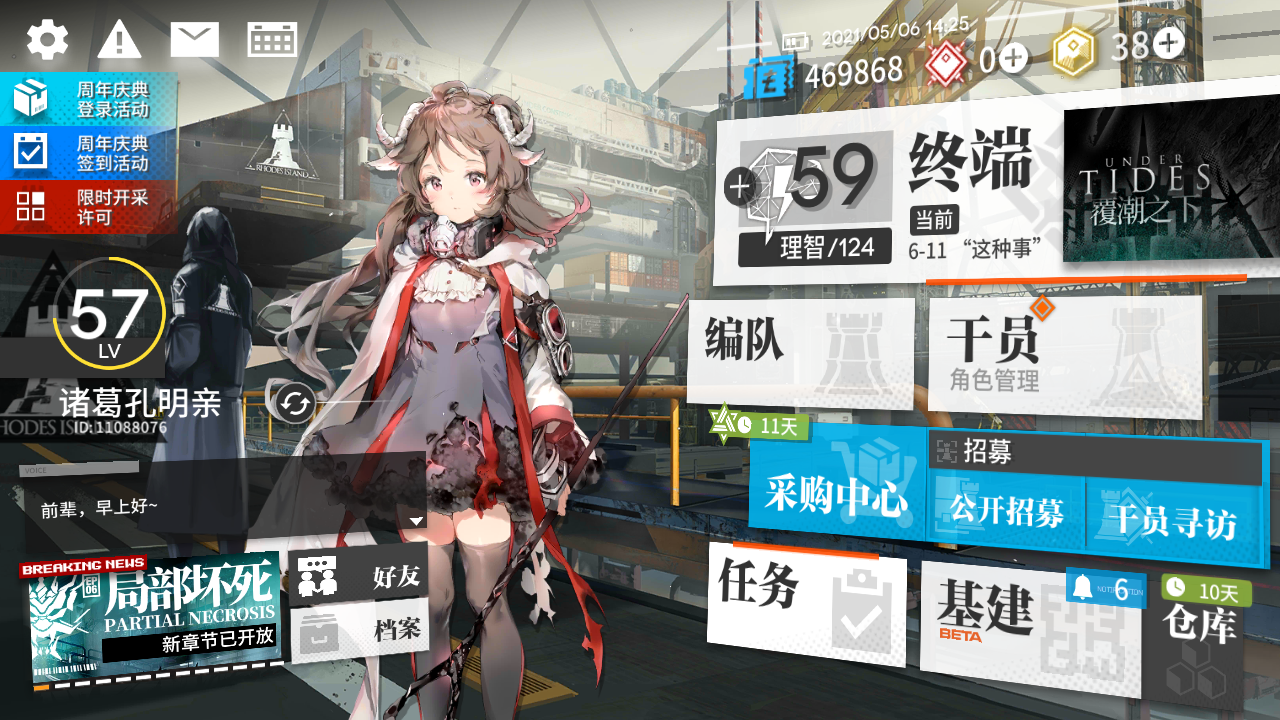 2021/05/06 14:25
469868
0
38
周年庆典
登录活动
周年庆典
签到活动
限时开采
许可
RHODES ISLAND
57
LV
诸葛孔明亲
ID:11088076
VOICE
前辈，早上好~
BREAKING NEWS
局部坏死
06
PARTIAL NECROSIS
新章节已开放
好友
档案
59
理智/124
终端
当前
6-11 “这种事”
UNDER
TIDES
覆潮之下
编队
干员
角色管理
11天
采购中心
招募
公开招募
干员寻访
任务
基建
BETA
6
10天
仓库